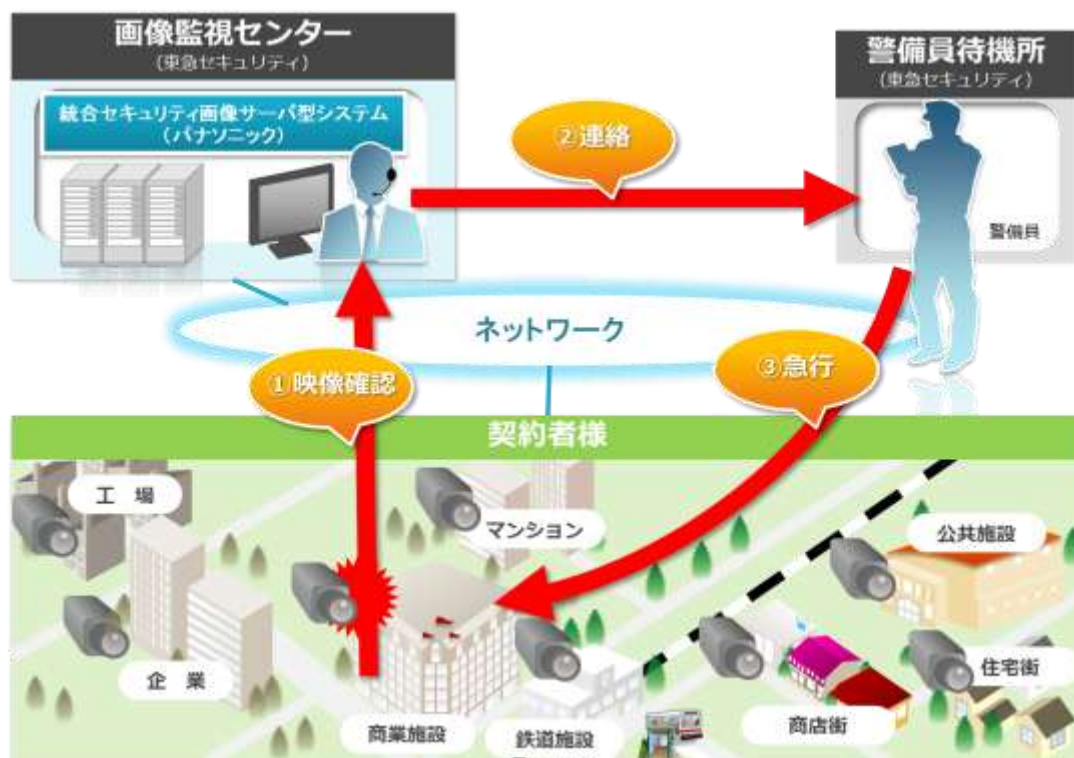 画像監視センター
(東急セキュリティ)
統合セキュリティ画像サーバ型システム
(パナソニック)
警備員待機所
(東急セキュリティ)
②連絡
警備員
ネットワーク
①映像確認
③急行
契約者様
工 場
マンション
公共施設
企 業
住宅街
商業施設
鉄道施設
商店街